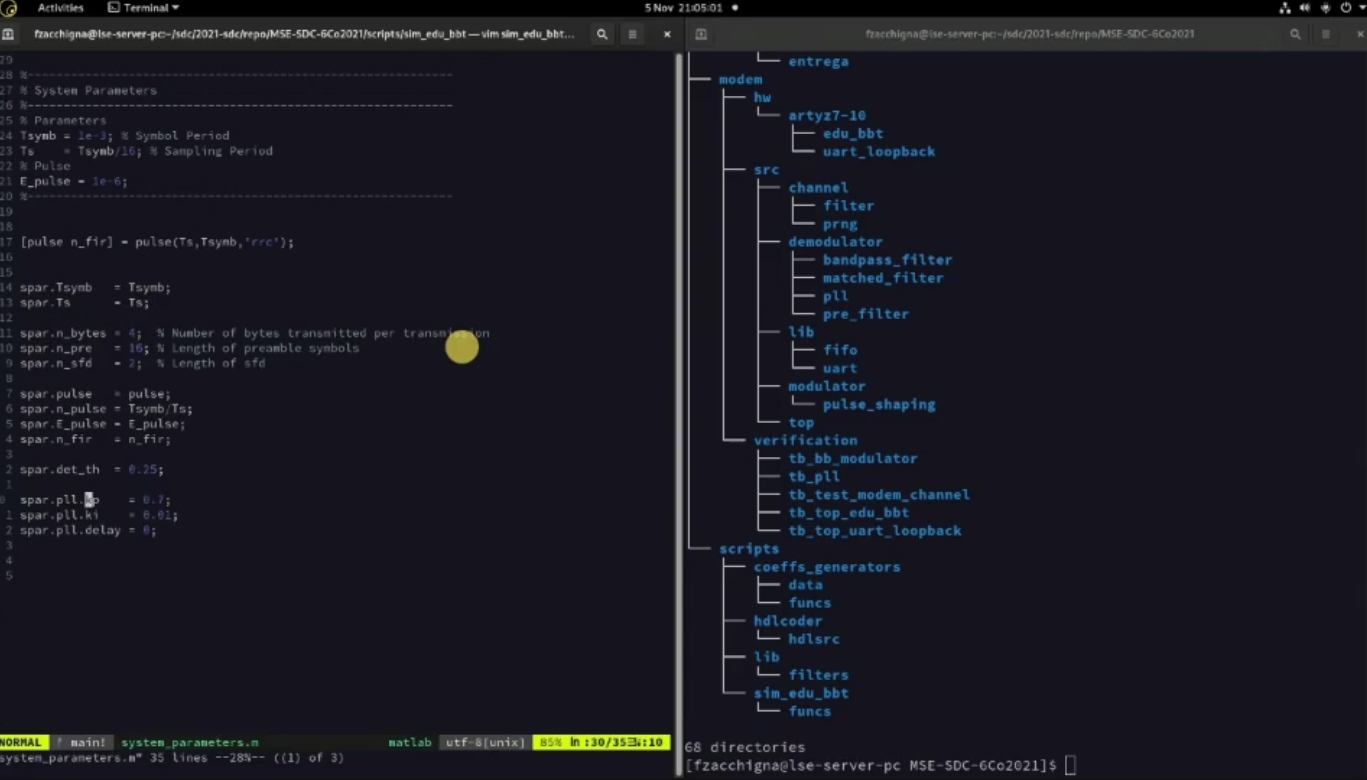 Activities Terminal 5 Nov 21:05:01
fzacchigna@lse-server-pc:~/sdc/2021-sdc/repo/MSE-SDC-6Co2021/scripts/sim_edu_bbt — vim sim_edu_bbt...
29
28 %-----------------------------------------------------------
27 % System Parameters
26 %-----------------------------------------------------------
25 % Parameters
24 Tsymb = 1e-3; % Symbol Period
23 Ts = Tsymb/16; % Sampling Period
22 % Pulse
21 E_pulse = 1e-6;
20 %-----------------------------------------------------------
19
18
17 [pulse n_fir] = pulse(Ts,Tsymb,'rrc');
16
15
14 spar.Tsymb = Tsymb;
13 spar.Ts = Ts;
12
11 spar.n_bytes = 4; % Number of bytes transmitted per transmission
10 spar.n_pre = 16; % Length of preamble symbols
9 spar.n_sfd = 2; % Length of sfd
8
7 spar.pulse = pulse;
6 spar.n_pulse = Tsymb/Ts;
5 spar.E_pulse = E_pulse;
4 spar.n_fir = n_fir;
3
2 spar.det_th = 0.25;
1
0 spar.pll.kp = 0.7;
1 spar.pll.ki = 0.01;
2 spar.pll.delay = 0;
3
4
5
NORMAL main! system_parameters.m matlab utf-8[unix] 85% :30/35 :10
system_parameters.m" 35 lines --28%-- ((1) of 3)
fzacchigna@lse-server-pc:~/sdc/2021-sdc/repo/MSE-SDC-6Co2021
entrega
modem
hw
artyz7-10
edu_bbt
uart_loopback
src
channel
filter
prng
demodulator
bandpass_filter
matched_filter
pll
pre_filter
lib
fifo
uart
modulator
pulse_shaping
top
verification
tb_bb_modulator
tb_pll
tb_test_modem_channel
tb_top_edu_bbt
tb_top_uart_loopback
scripts
coeffs_generators
data
funcs
hdlcoder
hdlsrc
lib
filters
sim_edu_bbt
funcs
68 directories
[fzacchigna@lse-server-pc MSE-SDC-6Co2021]$